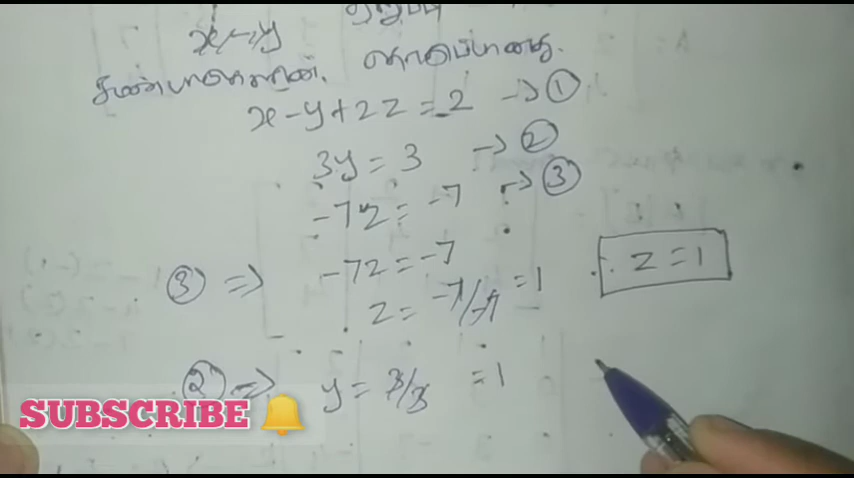 x - y
x - y + 2z = 2 → ①
3y = 3 → ②
-7z = -7 → ③
③ ⇒ -7z = -7
z = -7/-7 = 1 ∴ z = 1
② ⇒ y = 3/3 = 1
SUBSCRIBE